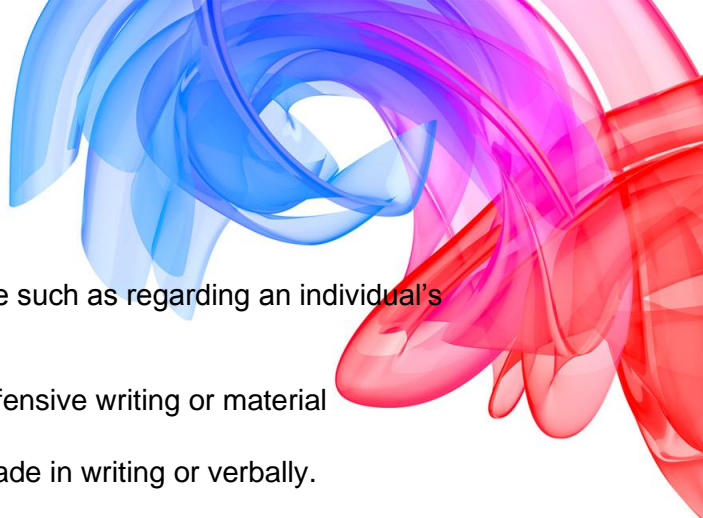 e such as regarding an individual’s
fensive writing or material
ade in writing or verbally.